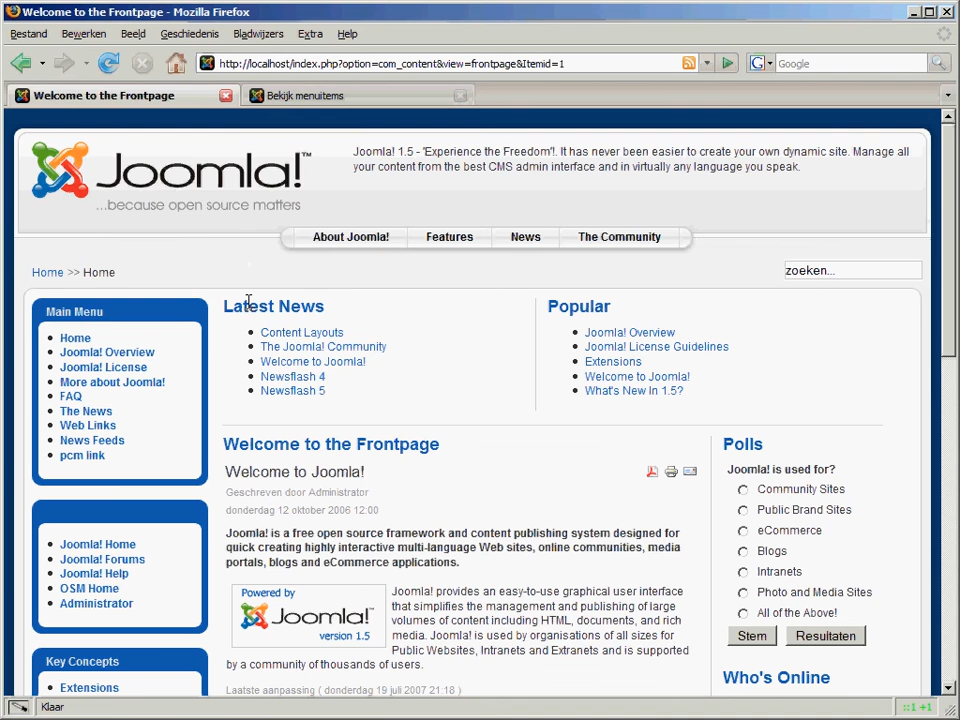 Welcome to the Frontpage - Mozilla Firefox
Bestand Bewerken Beeld Geschiedenis Bladwijzers Extra Help
http://localhost/index.php?option=com_content&view=frontpage&Itemid=1
G Google
Welcome to the Frontpage
Bekijk menuitems
Joomla!™
...because open source matters
Joomla! 1.5 - 'Experience the Freedom'!. It has never been easier to create your own dynamic site. Manage all
your content from the best CMS admin interface and in virtually any language you speak.
About Joomla! Features News The Community
Home >> Home
zoeken...
Main Menu
Home
Joomla! Overview
Joomla! License
More about Joomla!
FAQ
The News
Web Links
News Feeds
pcm link
Joomla! Home
Joomla! Forums
Joomla! Help
OSM Home
Administrator
Key Concepts
Extensions
Latest News
Content Layouts
The Joomla! Community
Welcome to Joomla!
Newsflash 4
Newsflash 5
Popular
Joomla! Overview
Joomla! License Guidelines
Extensions
Welcome to Joomla!
What's New In 1.5?
Welcome to the Frontpage
Welcome to Joomla!
Geschreven door Administrator
donderdag 12 oktober 2006 12:00
Joomla! is a free open source framework and content publishing system designed for
quick creating highly interactive multi-language Web sites, online communities, media
portals, blogs and eCommerce applications.
Powered by
Joomla!™
version 1.5
Joomla! provides an easy-to-use graphical user interface
that simplifies the management and publishing of large
volumes of content including HTML, documents, and rich
media. Joomla! is used by organisations of all sizes for
Public Websites, Intranets and Extranets and is supported
by a community of thousands of users.
Laatste aanpassing ( donderdag 19 juli 2007 21:18 )
Polls
Joomla! is used for?
Community Sites
Public Brand Sites
eCommerce
Blogs
Intranets
Photo and Media Sites
All of the Above!
Stem Resultaten
Who's Online
Klaar
::1 +1